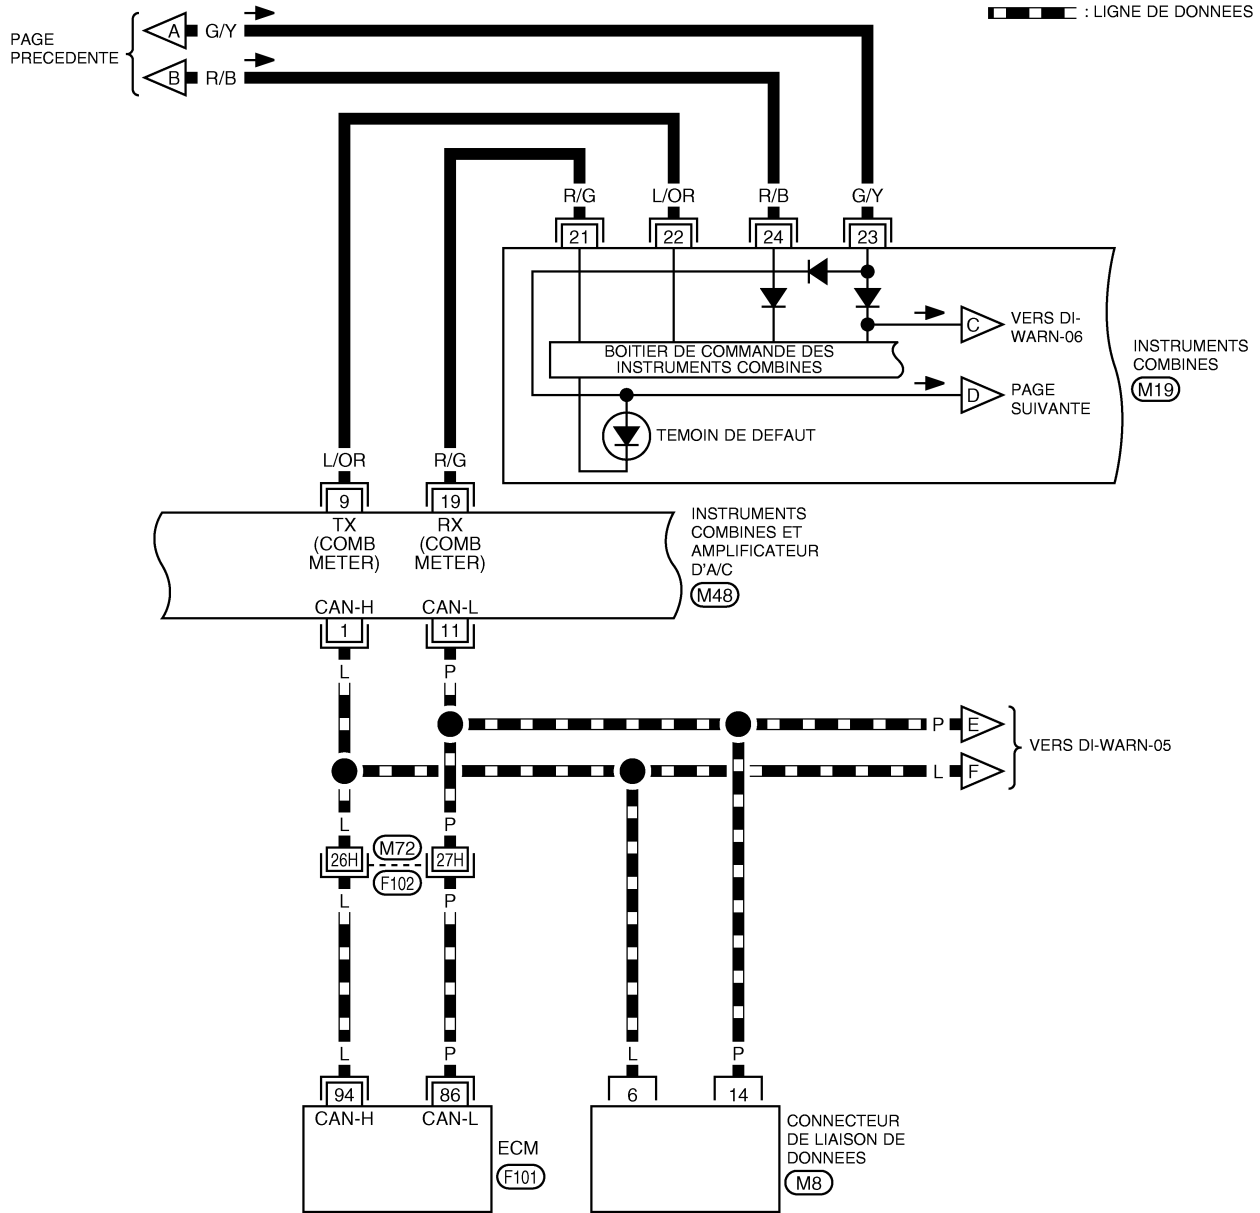 : LIGNE DE DONNEES
PAGE
PRECEDENTE
A G/Y
B R/B
R/G L/OR R/B G/Y
21 22 24 23
C VERS DI-
WARN-06
BOITIER DE COMMANDE DES
INSTRUMENTS COMBINES
INSTRUMENTS
COMBINES
M19
D PAGE
SUIVANTE
TEMOIN DE DEFAUT
L/OR R/G
9 19
TX RX
(COMB (COMB
METER) METER)
INSTRUMENTS
COMBINES ET
AMPLIFICATEUR
D'A/C
M48
CAN-H CAN-L
1 11
L P
P E
VERS DI-WARN-05
L F
L P
26H M72 27H
F102
L P
L P L P
94 86 6 14
CAN-H CAN-L
ECM
F101
CONNECTEUR
DE LIAISON DE
DONNEES
M8